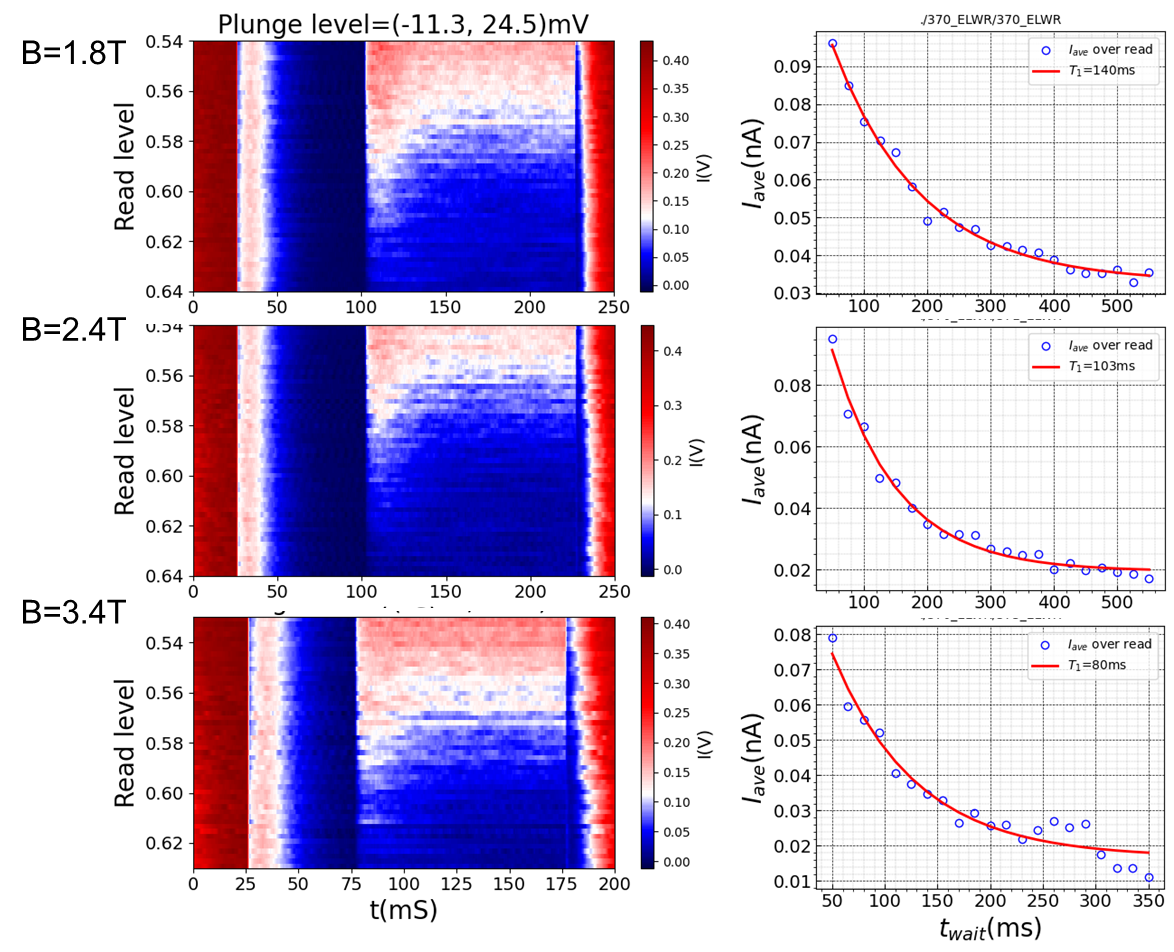 Plunge level=(-11.3, 24.5)mV
B=1.8T
Read level
0.54
0.56
0.58
0.60
0.62
0.64
0 50 100 150 200 250
0.40
0.35
0.30
0.25
0.20
0.15
0.10
0.05
0.00
I(V)
./370_ELWR/370_ELWR
I_ave(nA)
0.09
0.08
0.07
0.06
0.05
0.04
0.03
I_ave over read
T_1=140ms
100 200 300 400 500
B=2.4T
Read level
0.54
0.56
0.58
0.60
0.62
0.64
0 50 100 150 200 250
0.4
0.3
0.2
0.1
0.0
I(V)
I_ave(nA)
0.08
0.06
0.04
0.02
I_ave over read
T_1=103ms
100 200 300 400 500
B=3.4T
Read level
0.54
0.56
0.58
0.60
0.62
0 25 50 75 100 125 150 175 200
t(mS)
0.40
0.35
0.30
0.25
0.20
0.15
0.10
0.05
0.00
I(V)
I_ave(nA)
0.08
0.07
0.06
0.05
0.04
0.03
0.02
0.01
I_ave over read
T_1=80ms
50 100 150 200 250 300 350
t_wait(ms)